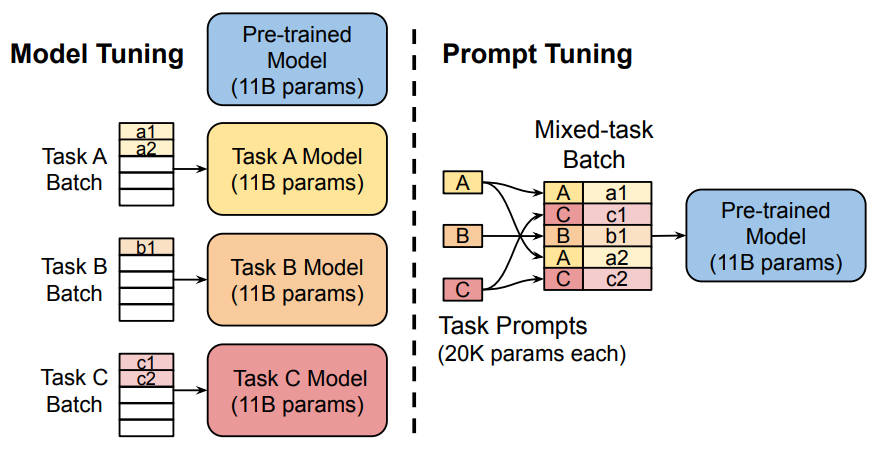 Model Tuning
Pre-trained
Model
(11B params)
a1
a2
Task A
Batch
Task A Model
(11B params)
b1
Task B
Batch
Task B Model
(11B params)
c1
c2
Task C
Batch
Task C Model
(11B params)
Prompt Tuning
Mixed-task
Batch
A
B
C
A a1
C c1
B b1
A a2
C c2
Pre-trained
Model
(11B params)
Task Prompts
(20K params each)